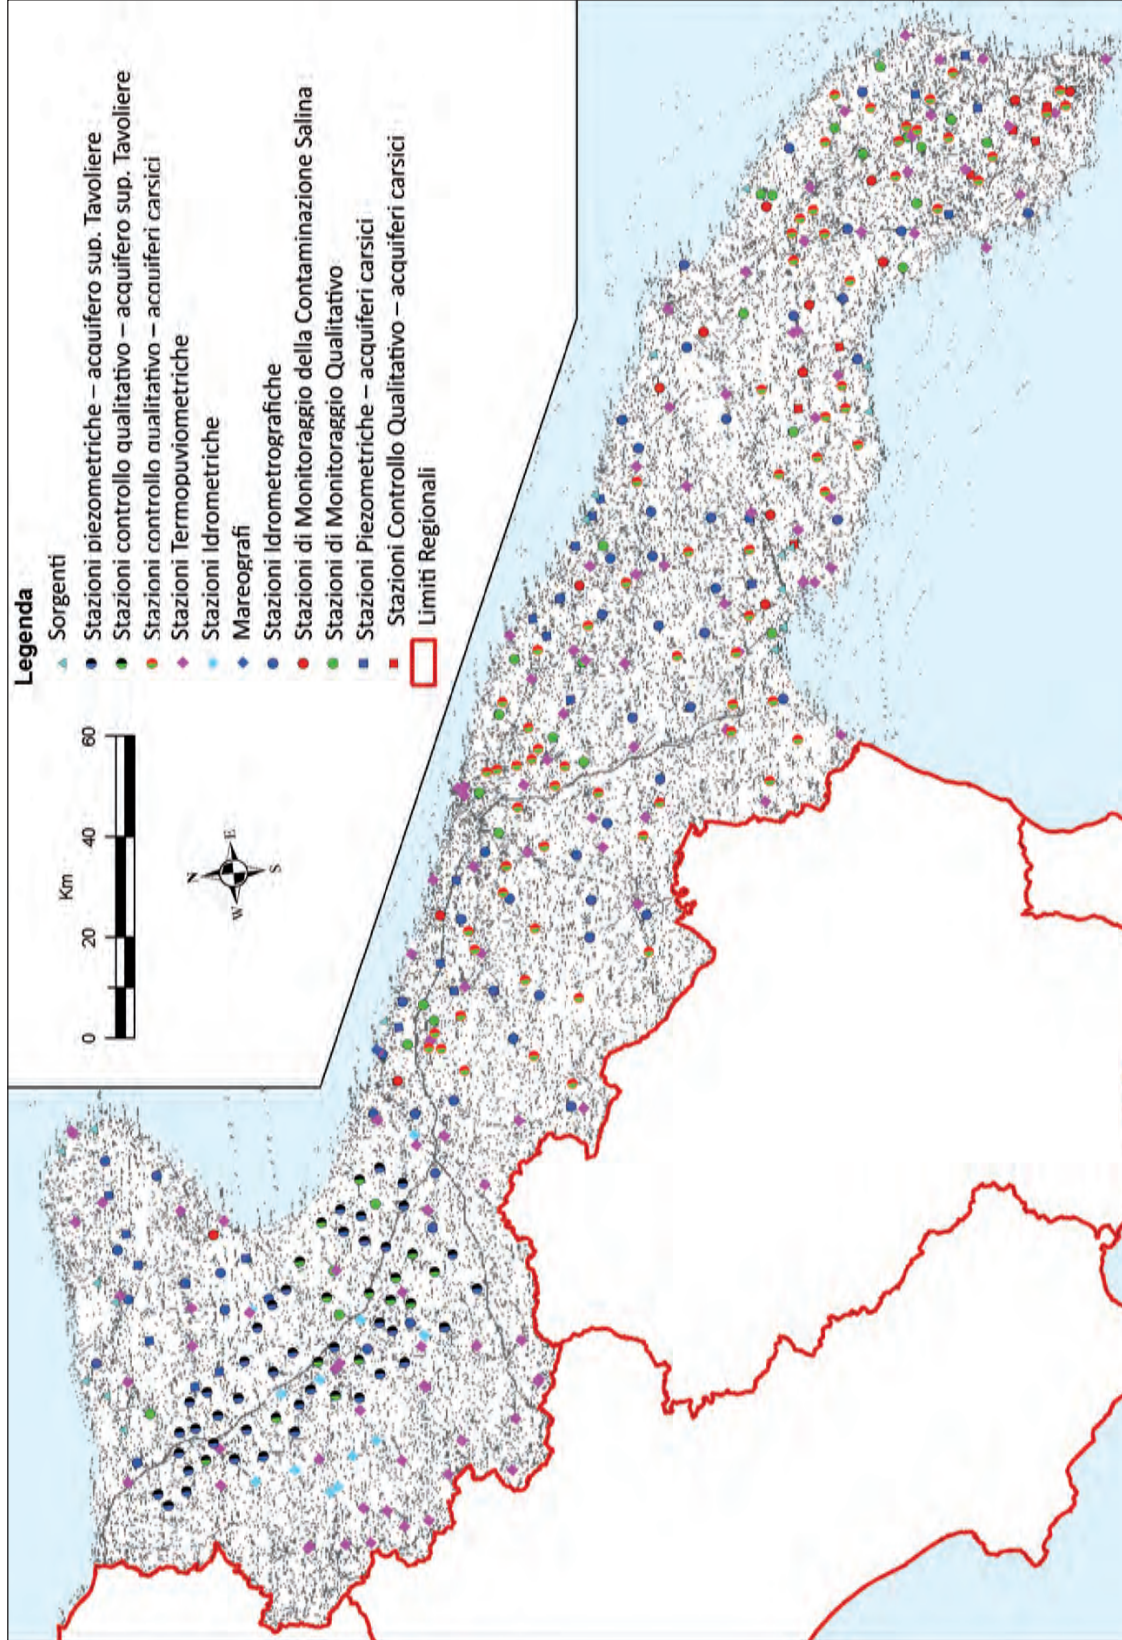 Legenda
Sorgenti
Stazioni piezometriche – acquifero sup. Tavoliere
Stazioni controllo qualitativo – acquifero sup. Tavoliere
Stazioni controllo qualitativo – acquiferi carsici
Stazioni Termopuviometriche
Stazioni Idrometriche
Mareografi
Stazioni Idrometografiche
Stazioni di Monitoraggio della Contaminazione Salina
Stazioni di Monitoraggio Qualitativo
Stazioni Piezometriche – acquiferi carsici
Stazioni Controllo Qualitativo – acquiferi carsici
Limiti Regionali
Km
0 20 40 60
N
W E
S